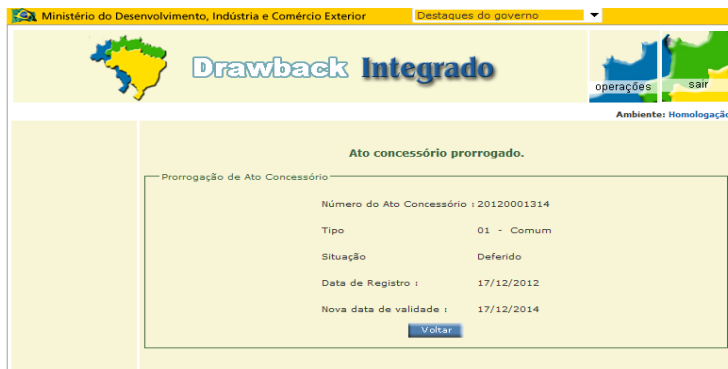 Ministério do Desenvolvimento, Indústria e Comércio Exterior Destaques do governo
Drawback Integrado
operações sair
Ambiente: Homologação
Ato concessório prorrogado.
Prorrogação de Ato Concessório
Número do Ato Concessório : 20120001314
Tipo 01 - Comum
Situação Deferido
Data de Registro : 17/12/2012
Nova data de validade : 17/12/2014
Voltar